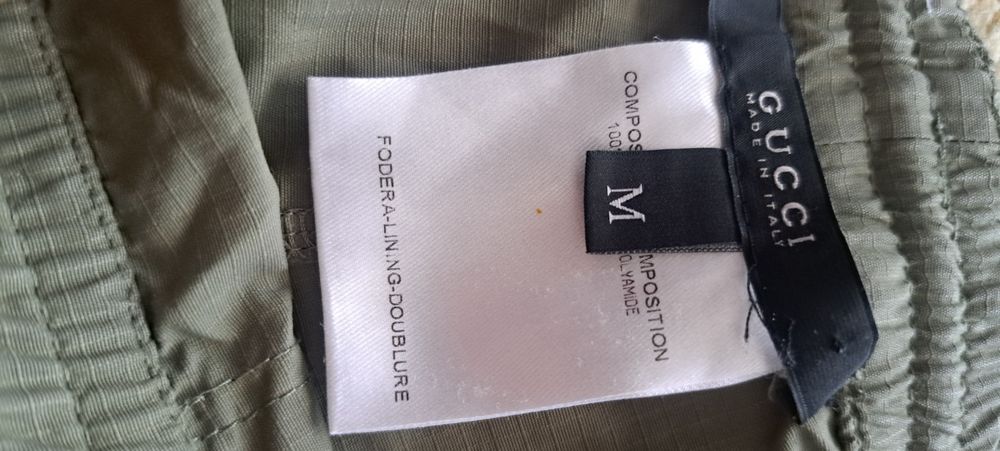 GUCCI
MADE IN ITALY
M
COMPOS MPOSITION
100 OLYAMIDE
FODERA-LINING-DOUBLURE